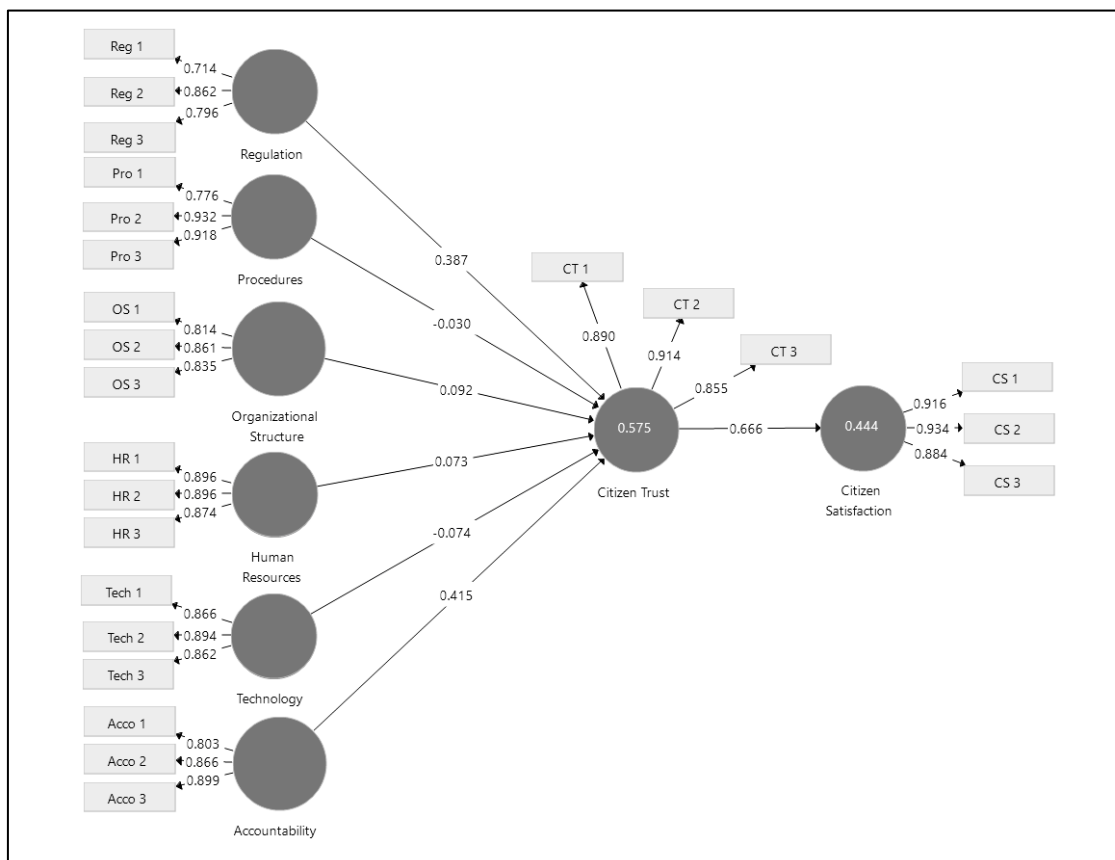 Reg 1
0.714
Reg 2
0.862
0.796
Reg 3
Regulation
Pro 1
0.776
Pro 2
0.932
0.918
Pro 3
Procedures
OS 1
0.814
OS 2
0.861
0.835
OS 3
Organizational
Structure
HR 1
0.896
HR 2
0.896
0.874
HR 3
Human
Resources
Tech 1
0.866
Tech 2
0.894
0.862
Tech 3
Technology
Acco 1
0.803
Acco 2
0.866
0.899
Acco 3
Accountability
0.387
-0.030
0.092
0.073
-0.074
0.415
CT 1
CT 2
CT 3
0.890
0.914
0.855
0.575
Citizen Trust
0.666
0.444
Citizen
Satisfaction
CS 1
0.916
CS 2
0.934
0.884
CS 3